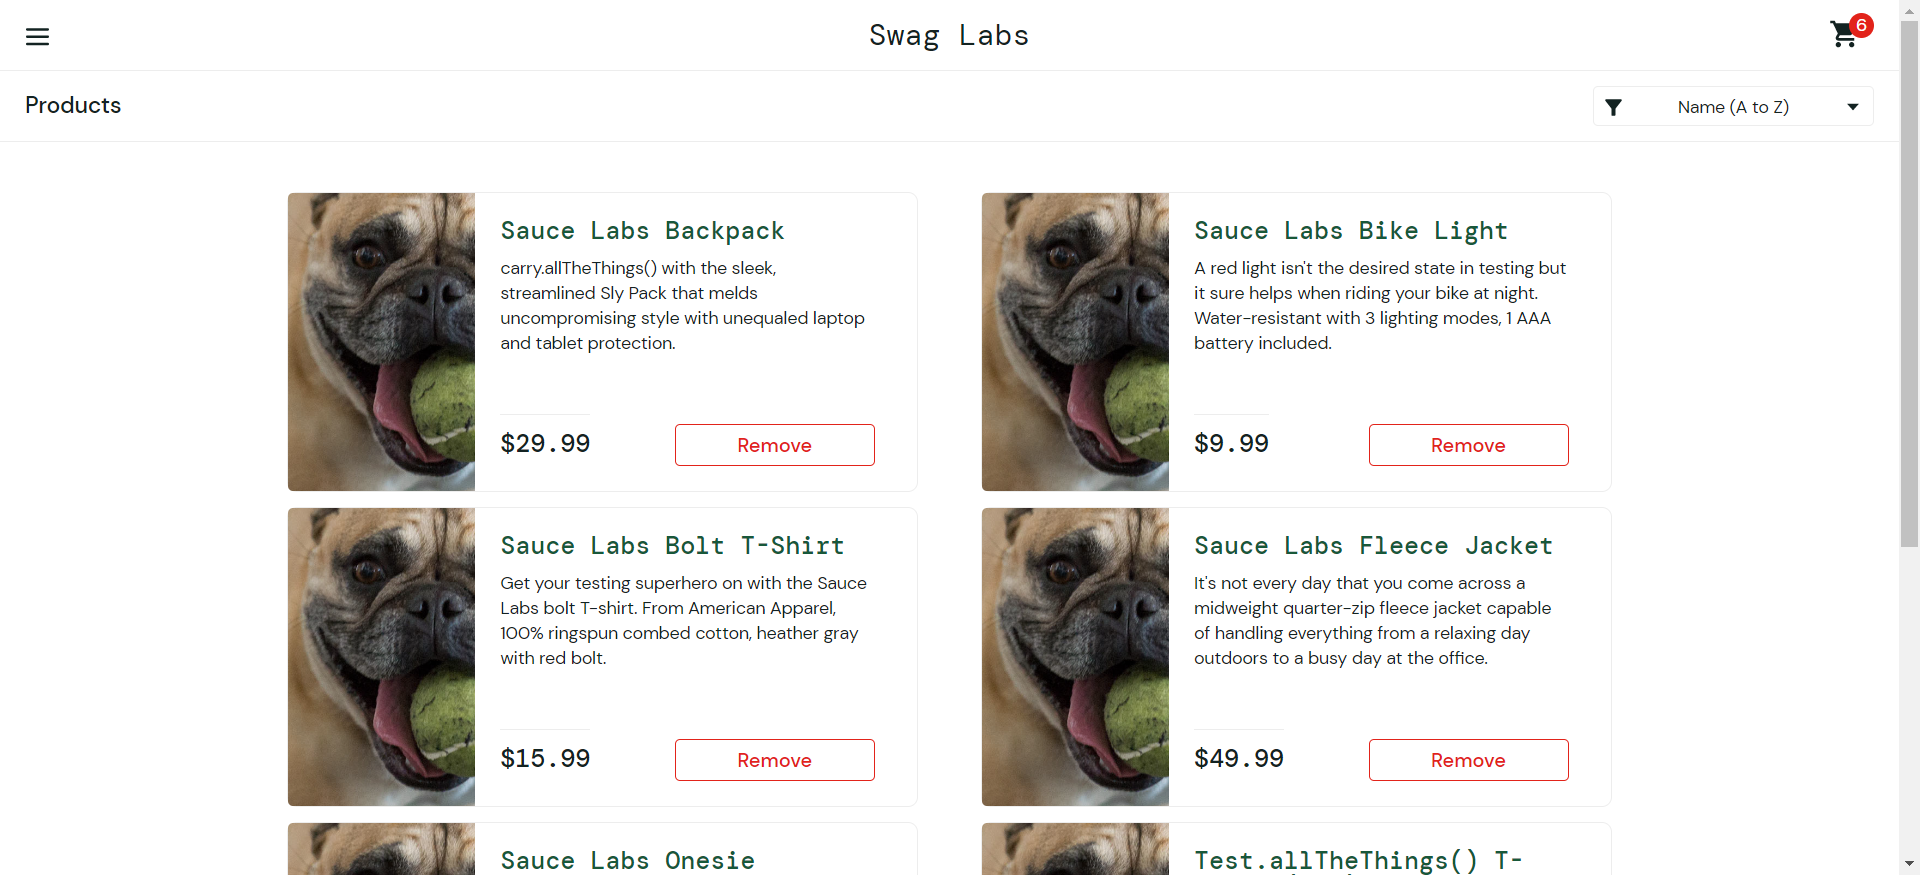 Swag Labs
6
Products
Name (A to Z)
Sauce Labs Backpack
carry.allTheThings() with the sleek,
streamlined Sly Pack that melds
uncompromising style with unequaled laptop
and tablet protection.
$29.99
Remove
Sauce Labs Bike Light
A red light isn't the desired state in testing but
it sure helps when riding your bike at night.
Water-resistant with 3 lighting modes, 1 AAA
battery included.
$9.99
Remove
Sauce Labs Bolt T-Shirt
Get your testing superhero on with the Sauce
Labs bolt T-shirt. From American Apparel,
100% ringspun combed cotton, heather gray
with red bolt.
$15.99
Remove
Sauce Labs Fleece Jacket
It's not every day that you come across a
midweight quarter-zip fleece jacket capable
of handling everything from a relaxing day
outdoors to a busy day at the office.
$49.99
Remove
Sauce Labs Onesie
Test.allTheThings() T-